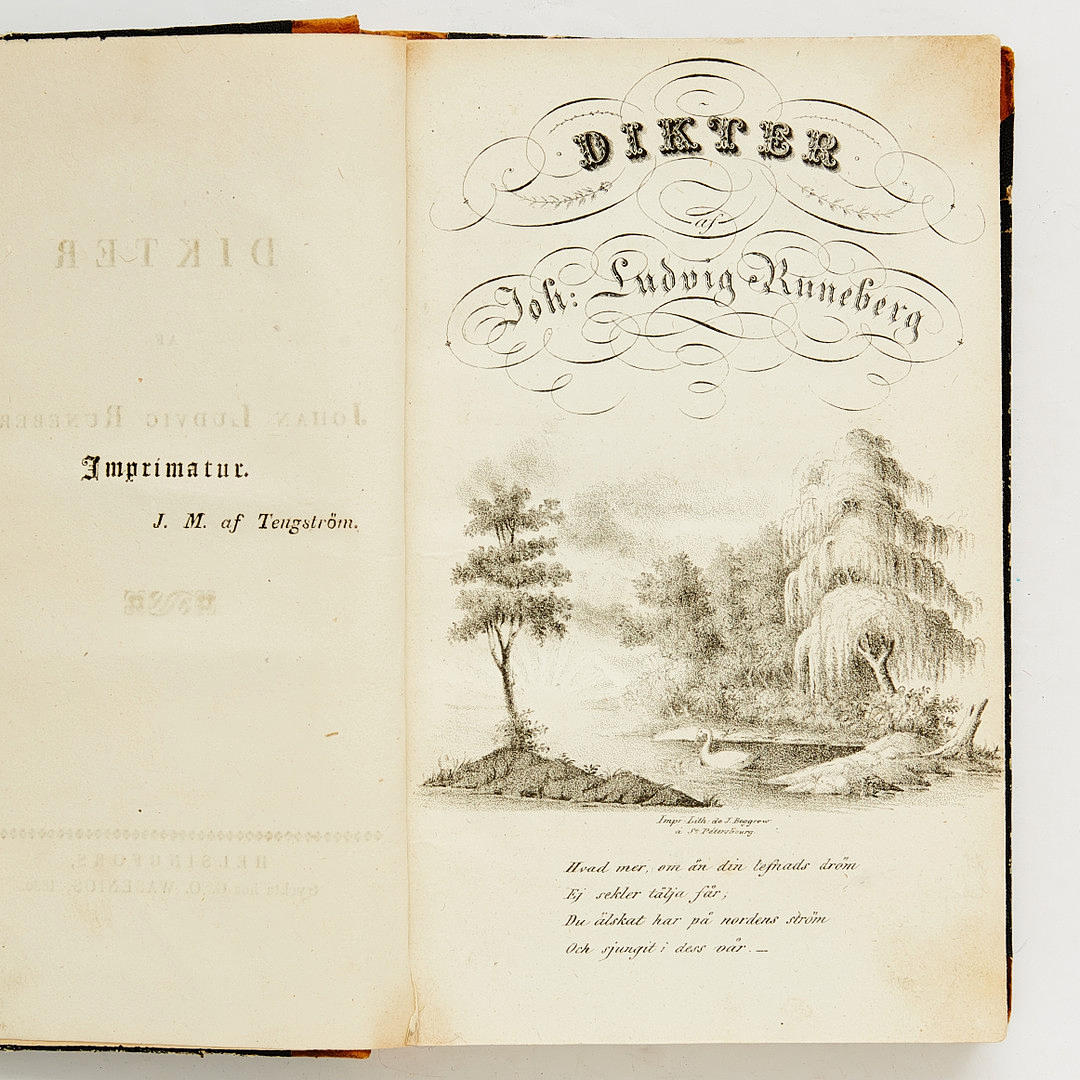 Imprimatur.
J. M. af Tengström.
DIKTER
af
Joh: Ludvig Runeberg
Impr. Lith. de J. Beggrow
à St. Pétersbourg.
Hvad mer, om än din lefnads dröm
Ej sekler tälja får;
Du älskat har på nordens ström
Och sjungit i dess vår. —